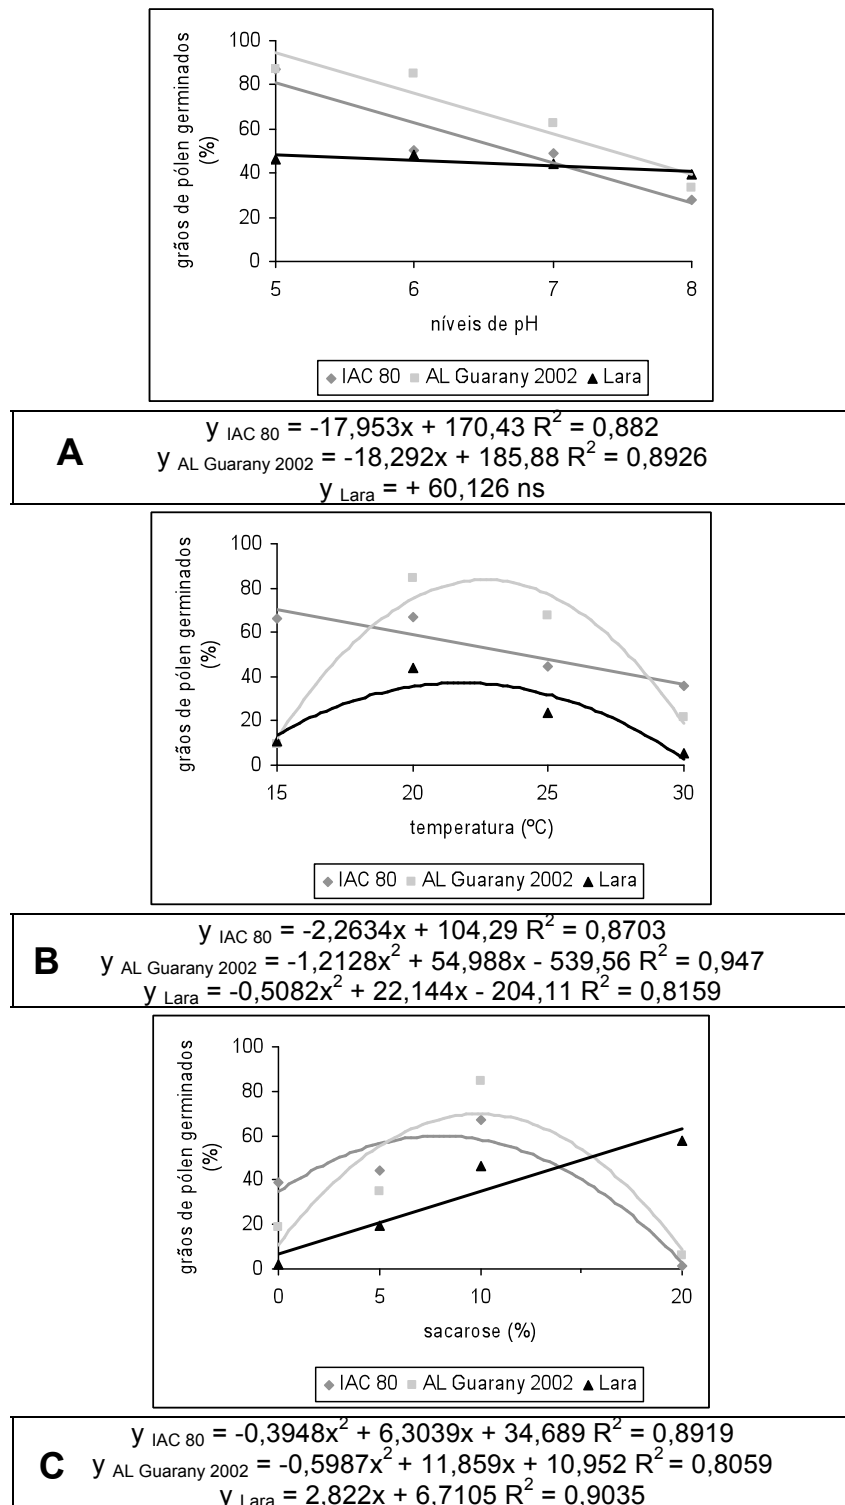 grãos de pólen germinados
(%)
100
80
60
40
20
0
5 6 7 8
níveis de pH
IAC 80 AL Guarany 2002 Lara
A
y IAC 80 = -17,953x + 170,43 R² = 0,882
y AL Guarany 2002 = -18,292x + 185,88 R² = 0,8926
y Lara = + 60,126 ns
grãos de pólen germinados
(%)
100
80
60
40
20
0
15 20 25 30
temperatura (ºC)
IAC 80 AL Guarany 2002 Lara
B
y IAC 80 = -2,2634x + 104,29 R² = 0,8703
y AL Guarany 2002 = -1,2128x² + 54,988x - 539,56 R² = 0,947
y Lara = -0,5082x² + 22,144x - 204,11 R² = 0,8159
grãos de pólen germinados
(%)
100
80
60
40
20
0
0 5 10 20
sacarose (%)
IAC 80 AL Guarany 2002 Lara
C
y IAC 80 = -0,3948x² + 6,3039x + 34,689 R² = 0,8919
y AL Guarany 2002 = -0,5987x² + 11,859x + 10,952 R² = 0,8059
y Lara = 2,822x + 6,7105 R² = 0,9035